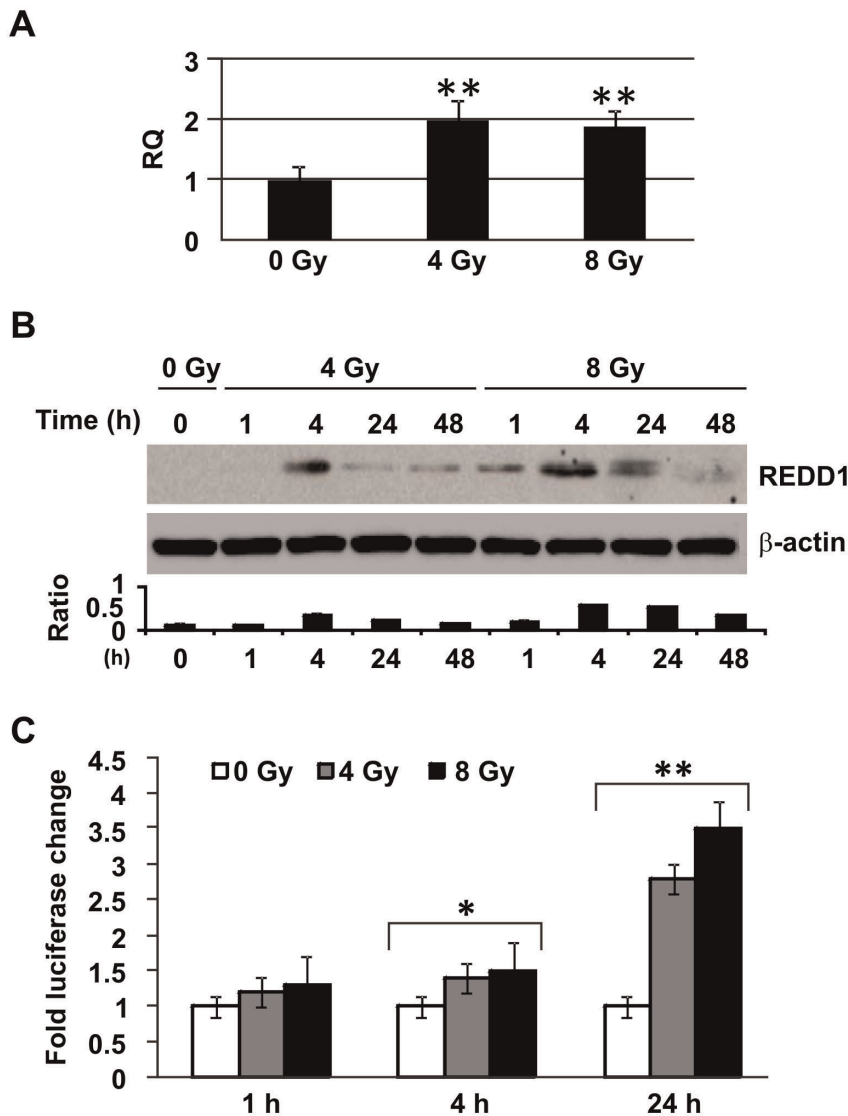 A
3
2
1
0
RQ
** **
0 Gy 4 Gy 8 Gy
B
0 Gy 4 Gy 8 Gy
Time (h) 0 1 4 24 48 1 4 24 48
REDD1
β-actin
Ratio
1
0.5
0
(h) 0 1 4 24 48 1 4 24 48
C
Fold luciferase change
4.5
4
3.5
3
2.5
2
1.5
1
0.5
0
0 Gy 4 Gy 8 Gy
*
**
1 h 4 h 24 h